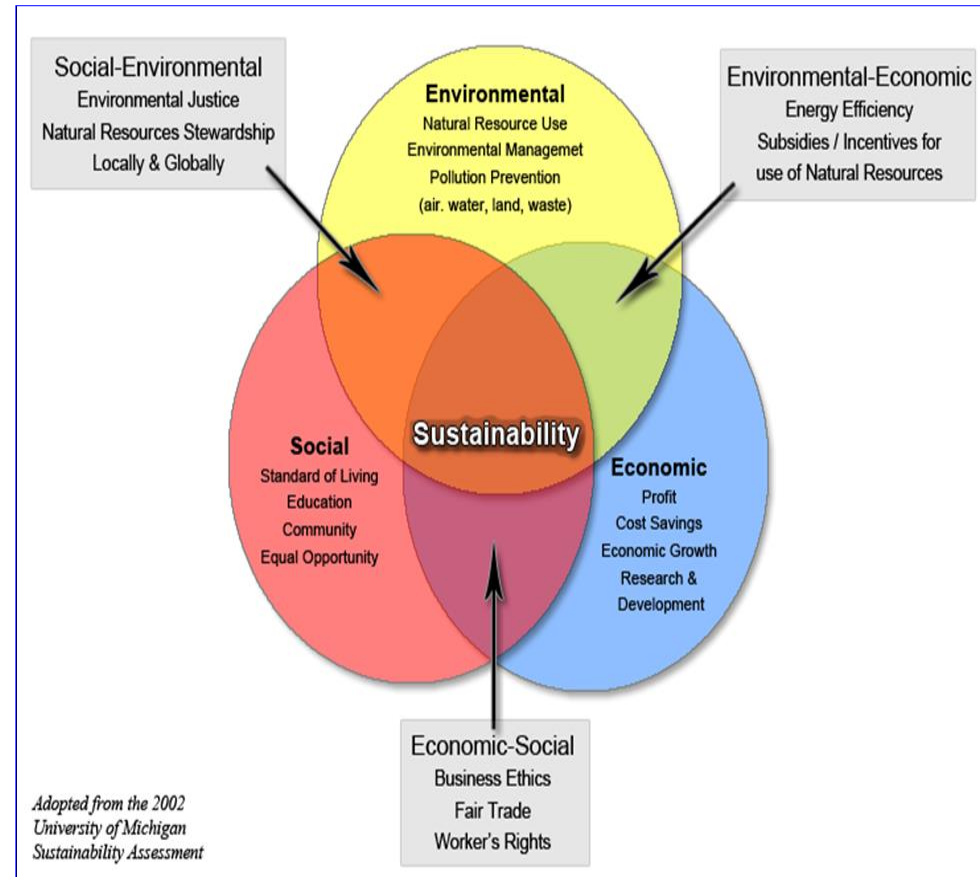 Social-Environmental
Environmental Justice
Natural Resources Stewardship
Locally & Globally
Environmental
Natural Resource Use
Environmental Managemet
Pollution Prevention
(air. water, land, waste)
Environmental-Economic
Energy Efficiency
Subsidies / Incentives for
use of Natural Resources
Sustainability
Social
Standard of Living
Education
Community
Equal Opportunity
Economic
Profit
Cost Savings
Economic Growth
Research &
Development
Economic-Social
Business Ethics
Fair Trade
Worker's Rights
Adopted from the 2002
University of Michigan
Sustainability Assessment